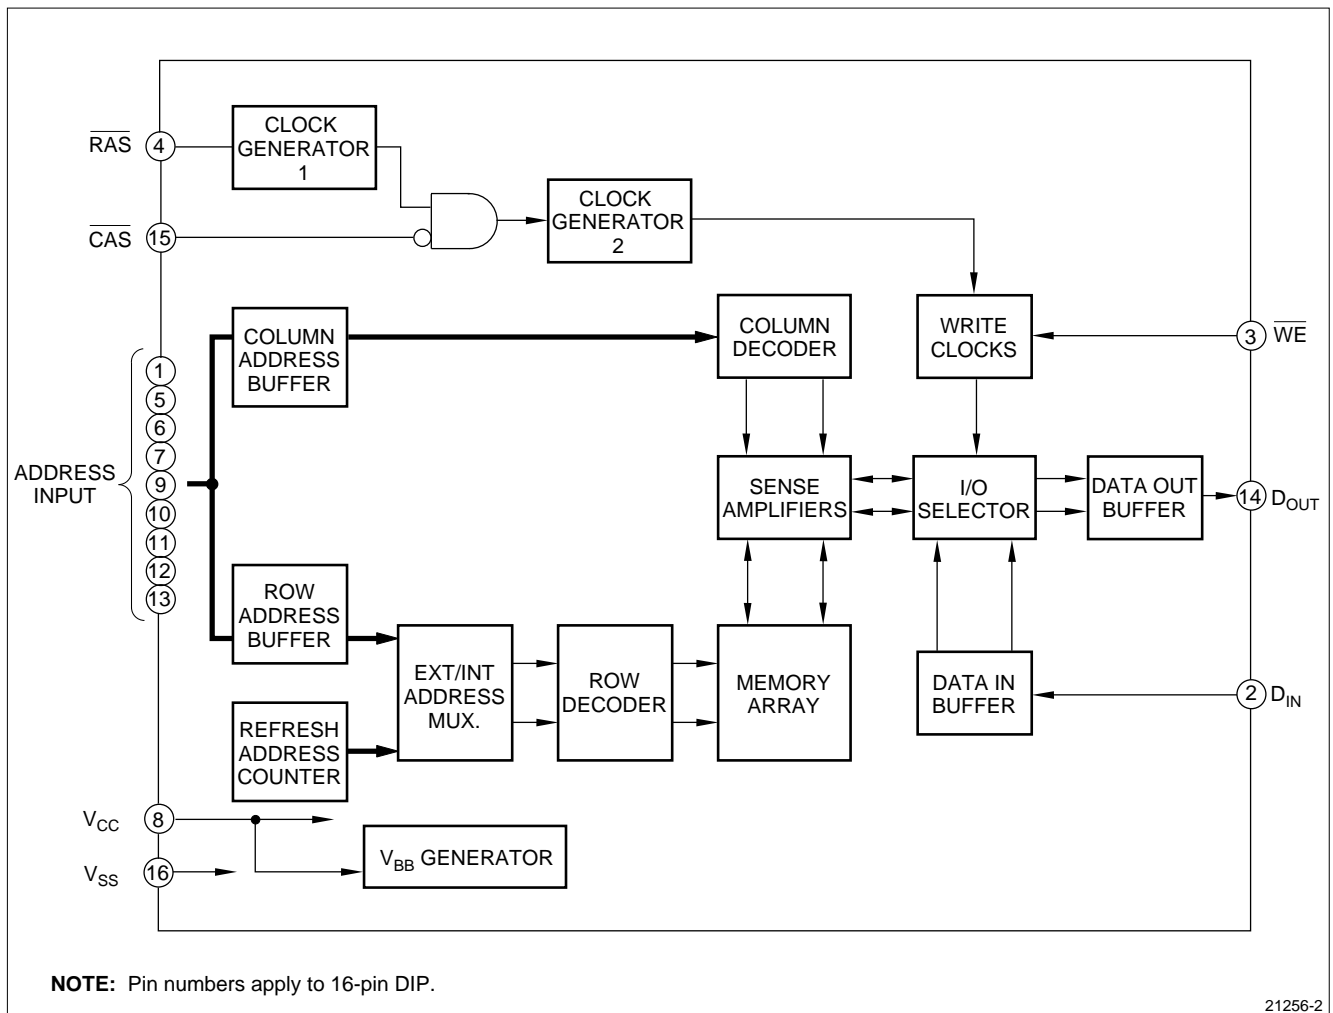 RAS
4
CLOCK
GENERATOR
1
CAS
15
CLOCK
GENERATOR
2
COLUMN
ADDRESS
BUFFER
COLUMN
DECODER
WRITE
CLOCKS
3
WE
ADDRESS
INPUT
1
5
6
7
9
10
11
12
13
SENSE
AMPLIFIERS
I/O
SELECTOR
DATA OUT
BUFFER
14
DOUT
ROW
ADDRESS
BUFFER
EXT/INT
ADDRESS
MUX.
ROW
DECODER
MEMORY
ARRAY
DATA IN
BUFFER
2
DIN
REFRESH
ADDRESS
COUNTER
VCC
8
VBB GENERATOR
VSS
16
NOTE: Pin numbers apply to 16-pin DIP.
21256-2